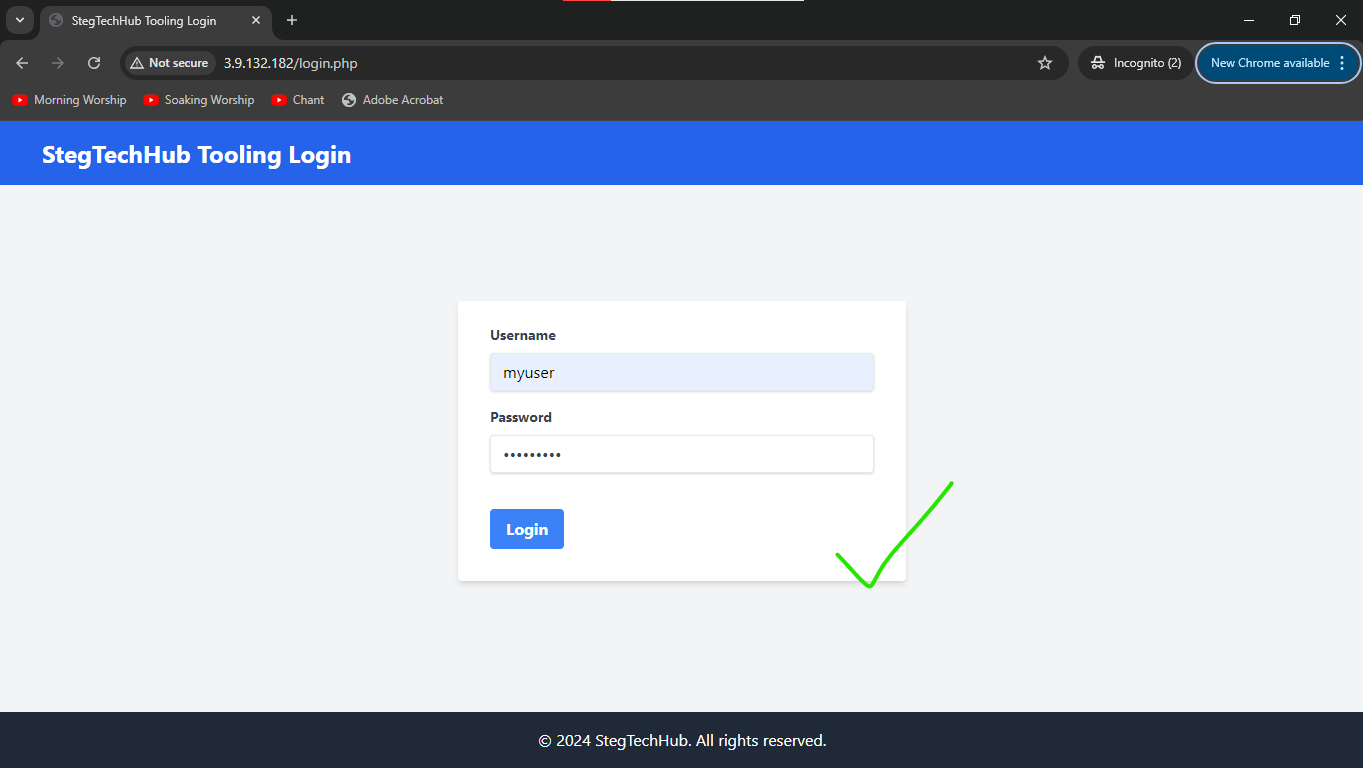 StegTechHub Tooling Login
Not secure
3.9.132.182/login.php
Incognito (2)
New Chrome available
Morning Worship
Soaking Worship
Chant
Adobe Acrobat
StegTechHub Tooling Login
Username
myuser
Password
•••••••••
Login
© 2024 StegTechHub. All rights reserved.